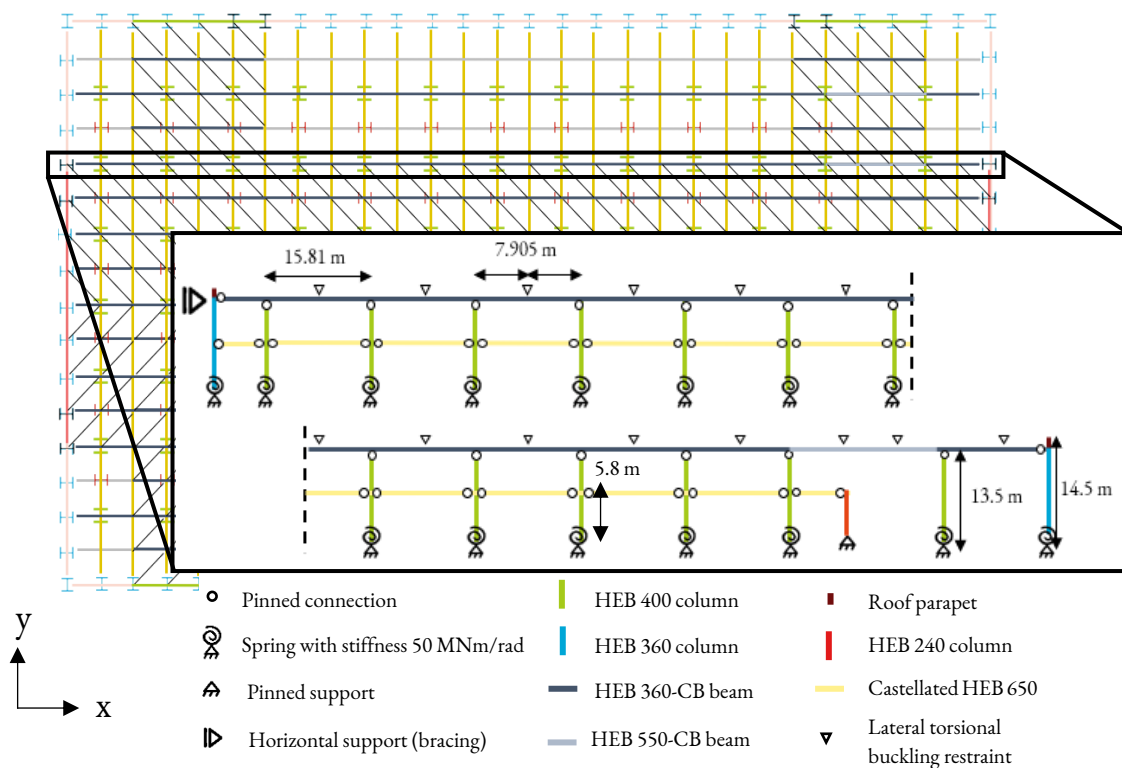 15.81 m
7.905 m
5.8 m
13.5 m
14.5 m
y
x
Pinned connection
Spring with stiffness 50 MNm/rad
Pinned support
Horizontal support (bracing)
HEB 400 column
HEB 360 column
HEB 360-CB beam
HEB 550-CB beam
Roof parapet
HEB 240 column
Castellated HEB 650
Lateral torsional
buckling restraint